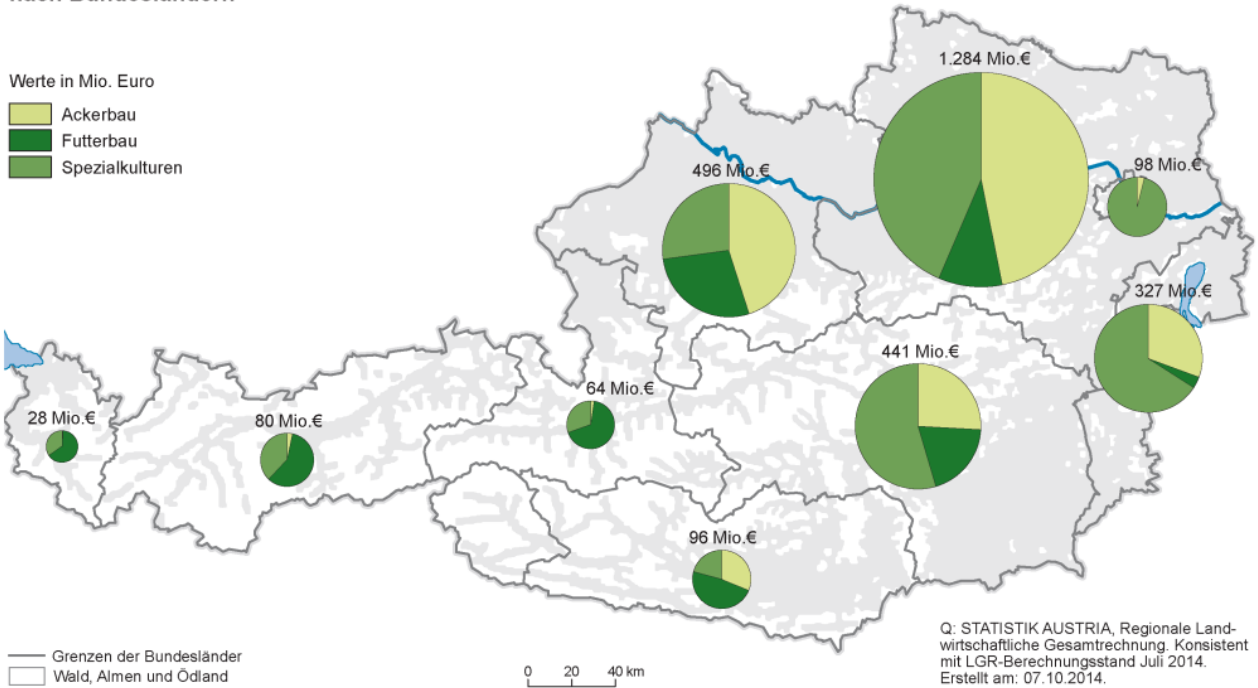 nach Bundesländern
Werte in Mio. Euro
Ackerbau
Futterbau
Spezialkulturen
1.284 Mio.€
98 Mio.€
496 Mio.€
327 Mio.€
441 Mio.€
64 Mio.€
28 Mio.€
80 Mio.€
96 Mio.€
Grenzen der Bundesländer
Wald, Almen und Ödland
0 20 40 km
Q: STATISTIK AUSTRIA, Regionale Land-
wirtschaftliche Gesamtrechnung. Konsistent
mit LGR-Berechnungsstand Juli 2014.
Erstellt am: 07.10.2014.